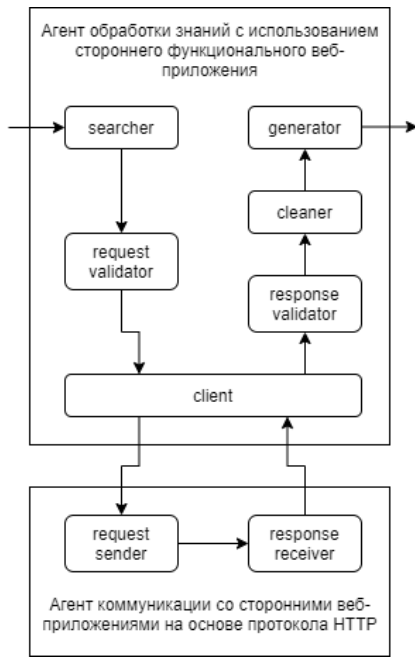 Агент обработки знаний с использованием
стороннего функционального веб-
приложения
searcher
generator
cleaner
request
validator
response
validator
client
request
sender
response
receiver
Агент коммуникации со сторонними веб-
приложениями на основе протокола HTTP